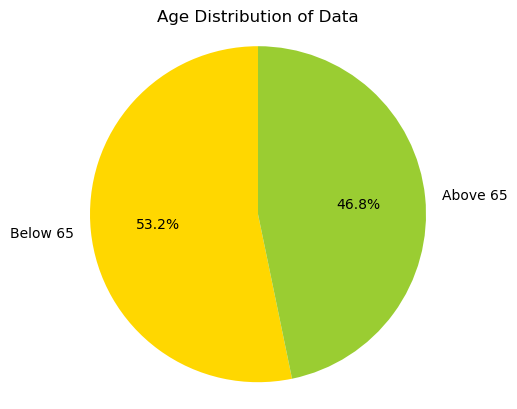 Age Distribution of Data
46.8%
Above 65
53.2%
Below 65